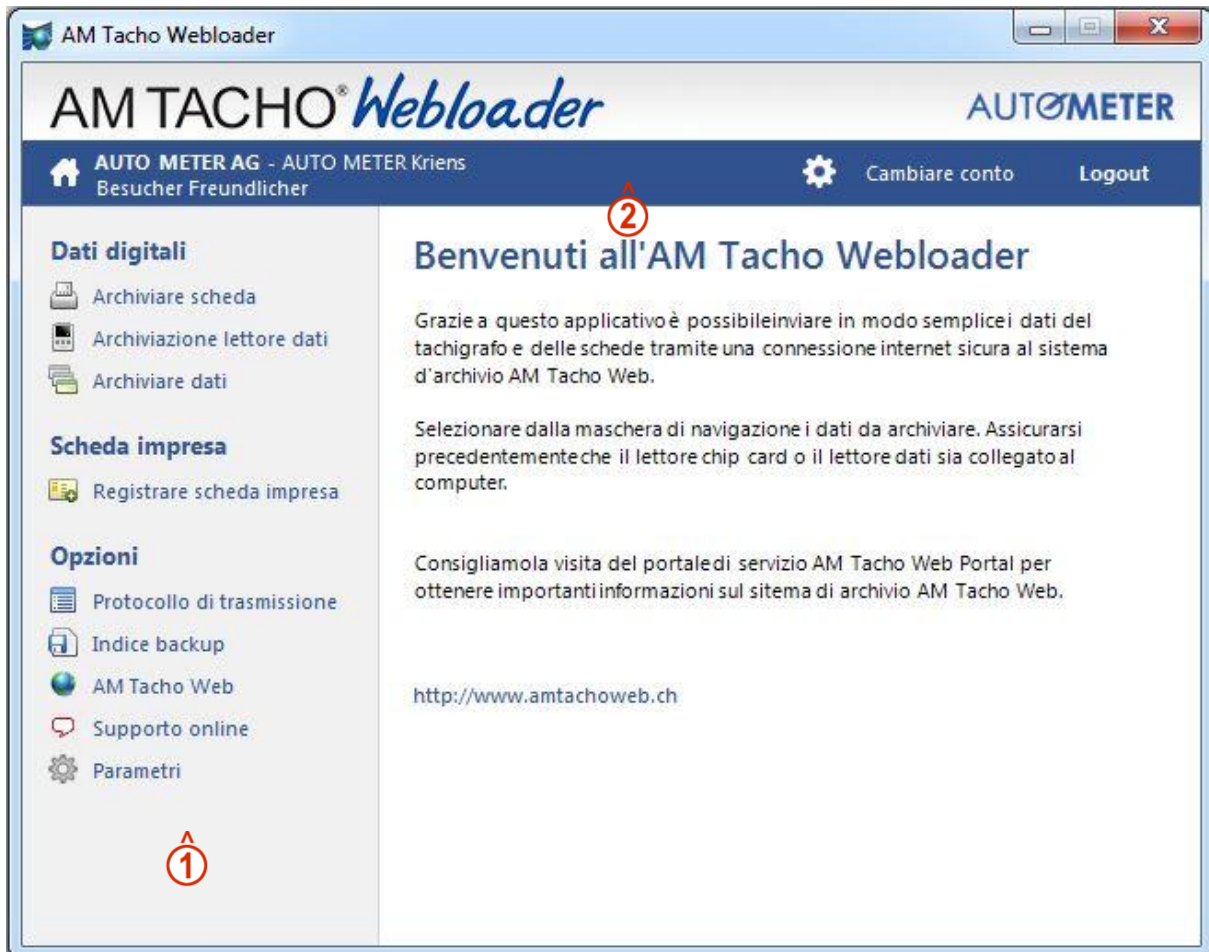 AM Tacho Webloader
AM TACHO® Webloader
AUTOMETER
AUTO METER AG - AUTO METER Kriens
Besucher Freundlicher
Cambiare conto
Logout
^
2
Dati digitali
Archiviare scheda
Archiviazione lettore dati
Archiviare dati
Scheda impresa
Registrare scheda impresa
Opzioni
Protocollo di trasmissione
Indice backup
AM Tacho Web
Supporto online
Parametri
^
1
Benvenuti all'AM Tacho Webloader
Grazie a questo applicativo è possibileinviare in modo semplicei dati del
tachigrafo e delle schede tramite una connessione internet sicura al sistema
d'archivio AM Tacho Web.
Selezionare dalla maschera di navigazione i dati da archiviare. Assicurarsi
precedentemente che il lettore chip card o il lettore dati sia collegato al
computer.
Consigliamola visita del portaledi servizio AM Tacho Web Portal per
ottenere importanti informazioni sul sitema di archivio AM Tacho Web.
http://www.amtachoweb.ch